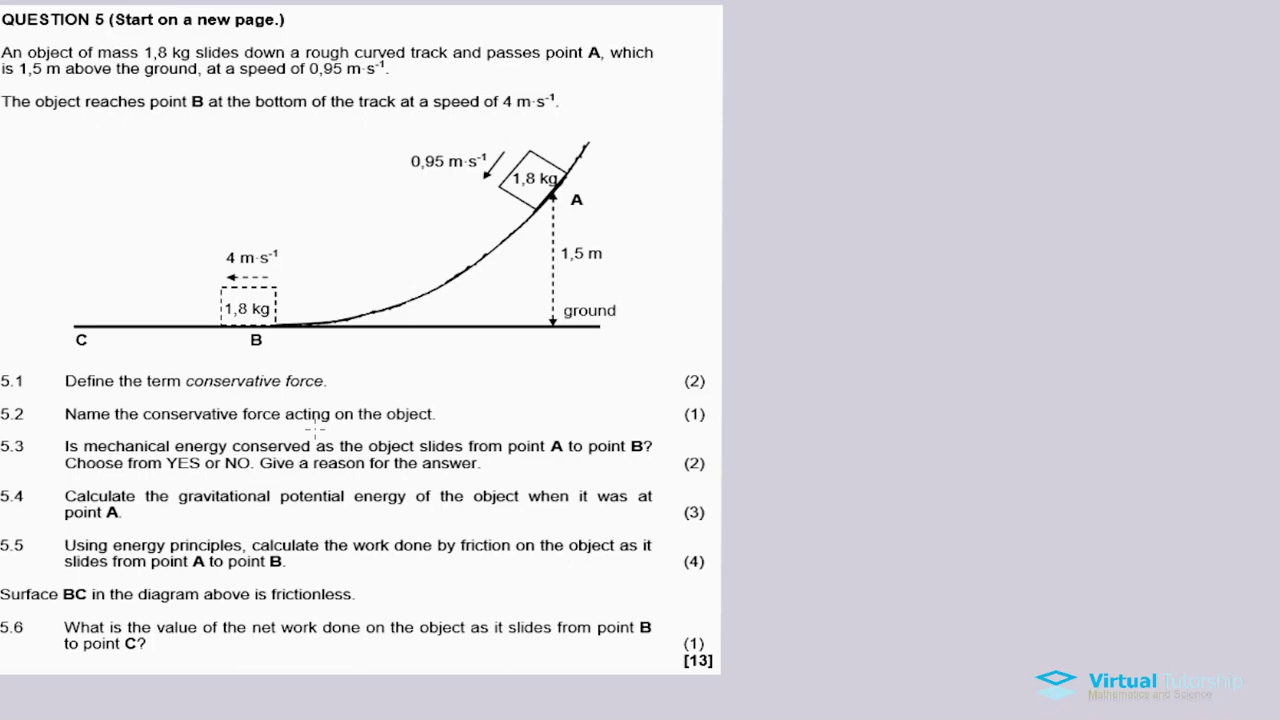 QUESTION 5 (Start on a new page.)
An object of mass 1,8 kg slides down a rough curved track and passes point A, which
is 1,5 m above the ground, at a speed of 0,95 m·s⁻¹.
The object reaches point B at the bottom of the track at a speed of 4 m·s⁻¹.
0,95 m·s⁻¹
1,8 kg
A
4 m·s⁻¹
1,5 m
1,8 kg
ground
C
B
5.1 Define the term conservative force. (2)
5.2 Name the conservative force acting on the object. (1)
5.3 Is mechanical energy conserved as the object slides from point A to point B?
Choose from YES or NO. Give a reason for the answer. (2)
5.4 Calculate the gravitational potential energy of the object when it was at
point A. (3)
5.5 Using energy principles, calculate the work done by friction on the object as it
slides from point A to point B. (4)
Surface BC in the diagram above is frictionless.
5.6 What is the value of the net work done on the object as it slides from point B
to point C? (1)
[13]
Virtual Tutorship
Mathematics and Science